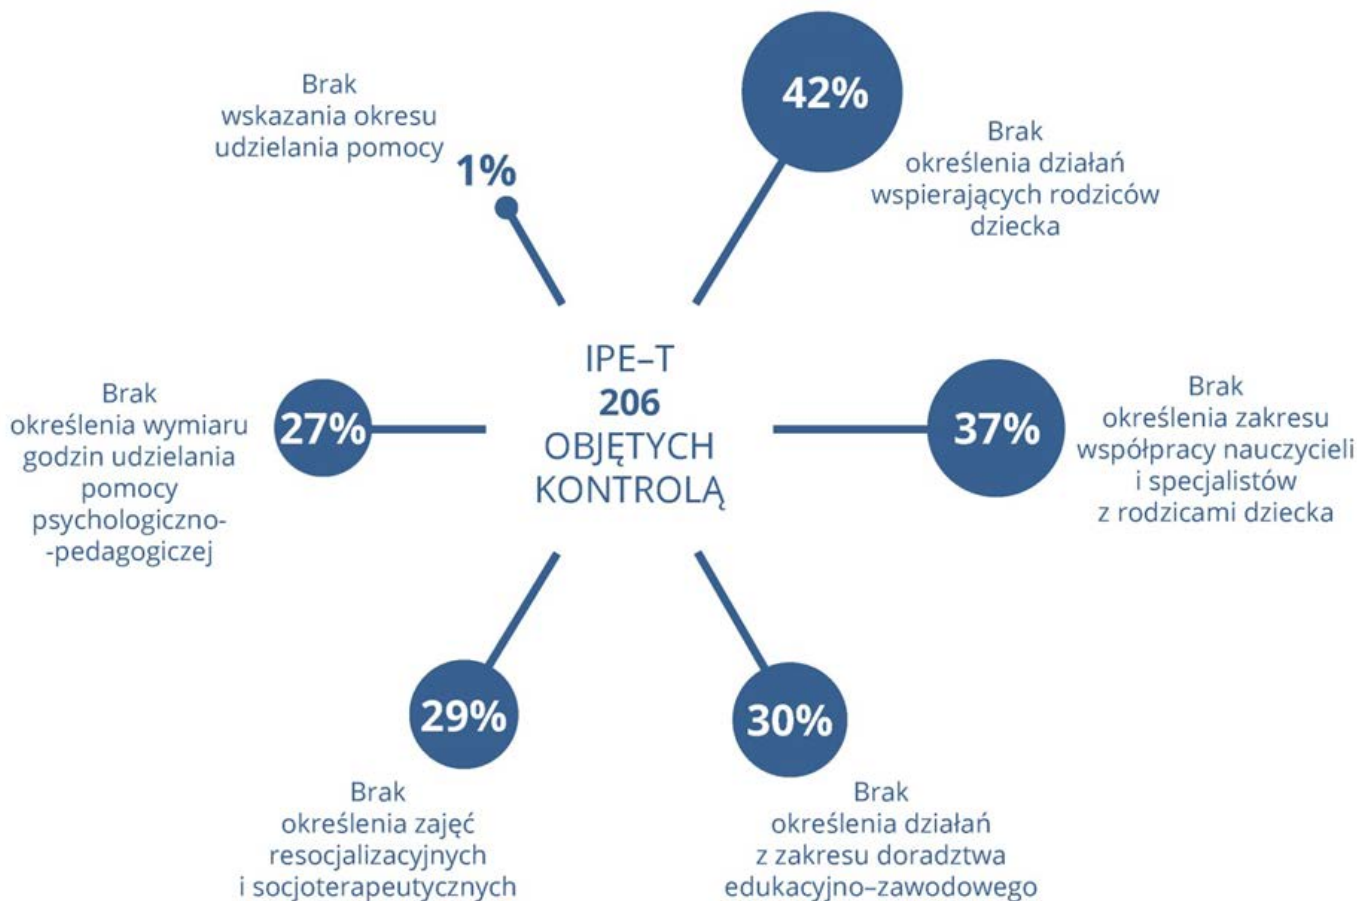 Brak
wskazania okresu
udzielania pomocy
1%
42%
Brak
określenia działań
wspierających rodziców
dziecka
IPE–T
206
OBJĘTYCH
KONTROLĄ
Brak
określenia wymiaru
godzin udzielania
pomocy
psychologiczno-
-pedagogiczej
27%
37%
Brak
określenia zakresu
współpracy nauczycieli
i specjalistów
z rodzicami dziecka
29%
Brak
określenia zajęć
resocjalizacyjnych
i socjoterapeutycznych
30%
Brak
określenia działań
z zakresu doradztwa
edukacyjno–zawodowego